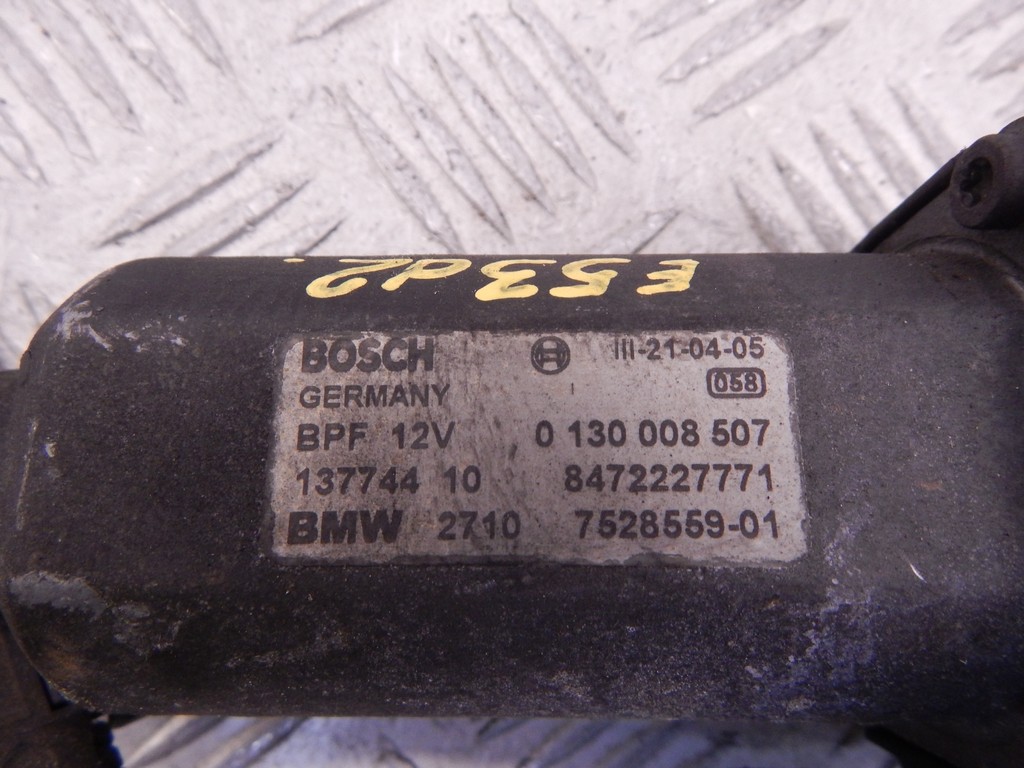 E53d2.
BOSCH III-21-04-05
GERMANY 058
BPF 12V 0 130 008 507
137744 10 8472227771
BMW 2710 7528559-01